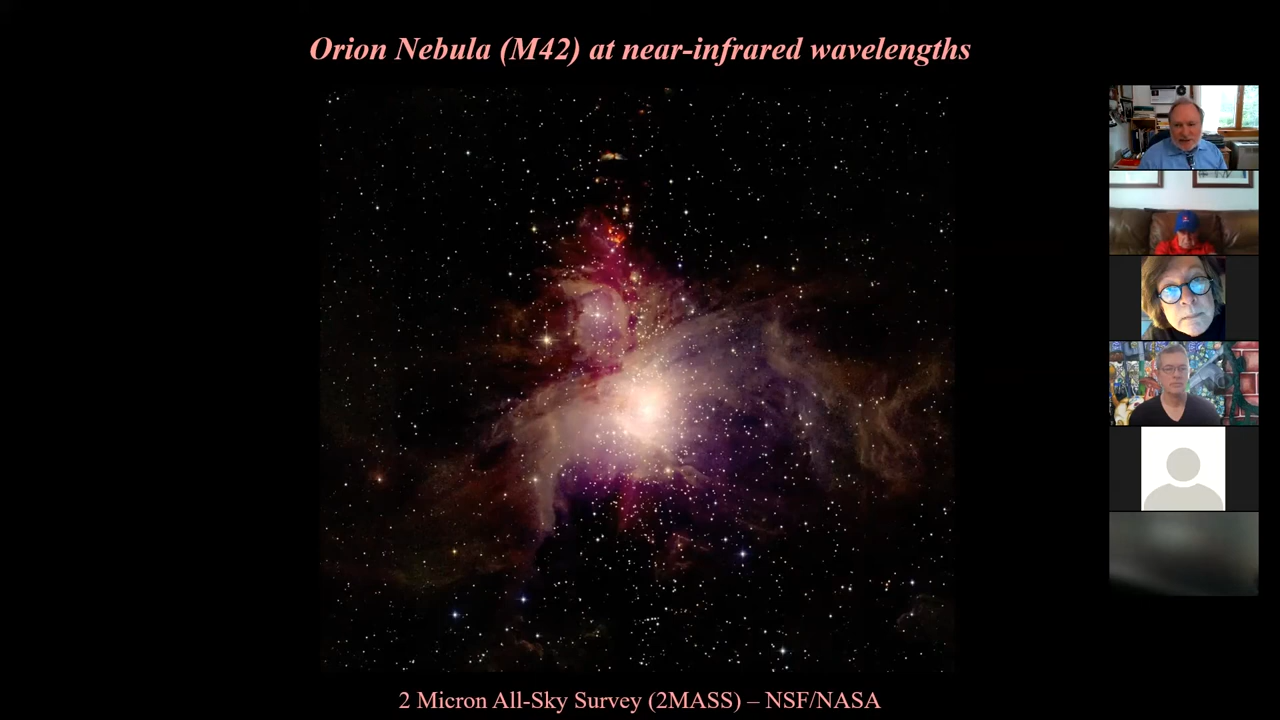 Orion Nebula (M42) at near-infrared wavelengths
2 Micron All-Sky Survey (2MASS) – NSF/NASA